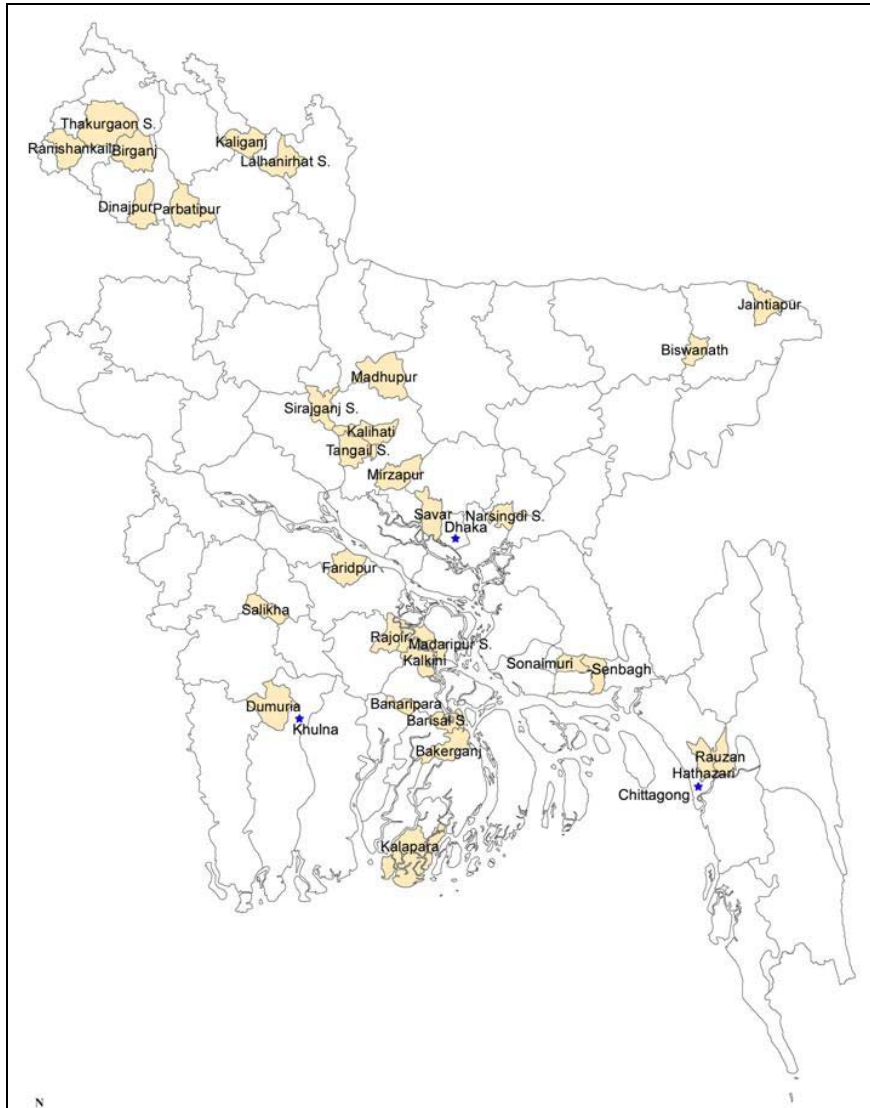 Thakurgaon S.
Ranishankail
Birganj
Kaliganj
Lalhanirhat S.
Dinajpur
Parbatipur
Jaintiapur
Biswanath
Madhupur
Sirajganj S.
Kalihati
Tangail S.
Mirzapur
Savar
Narsingdi S.
Dhaka
Faridpur
Salikha
Rajoir
Madaripur S.
Kalkini
Sonaimuri
Senbagh
Dumuria
Khulna
Banaripara
Barisal S.
Bakerganj
Rauzan
Hathazari
Chittagong
Kalapara
N